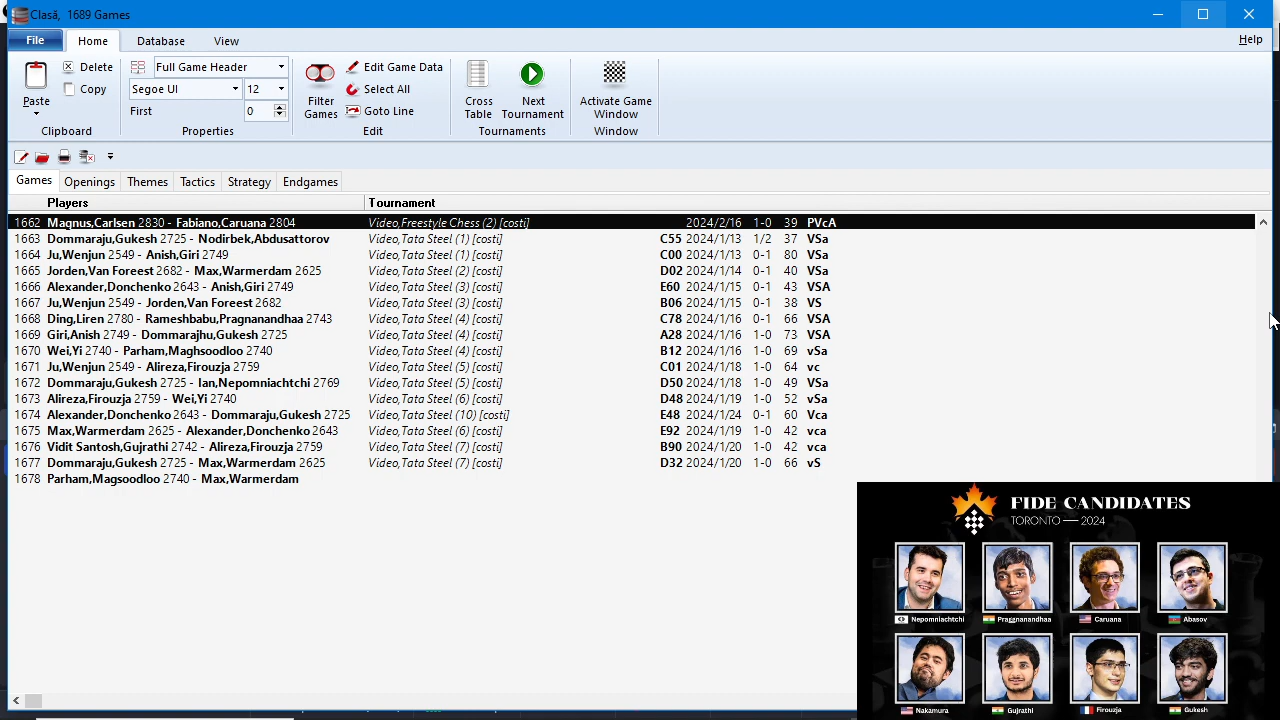 Clasă, 1689 Games
File Home Database View Help
Paste
Delete
Copy
Clipboard
Full Game Header
Segoe UI 12
First 0
Properties
Filter Games
Edit Game Data
Select All
Goto Line
Edit
Cross Table
Next Tournament
Tournaments
Activate Game Window
Window
Games Openings Themes Tactics Strategy Endgames
Players Tournament
1662 Magnus,Carlsen 2830 - Fabiano,Caruana 2804 Video,Freestyle Chess (2) [costi] 2024/2/16 1-0 39 PVcA
1663 Dommaraju,Gukesh 2725 - Nodirbek,Abdusattorov Video,Tata Steel (1) [costi] C55 2024/1/13 1/2 37 VSa
1664 Ju,Wenjun 2549 - Anish,Giri 2749 Video,Tata Steel (1) [costi] C00 2024/1/13 0-1 80 VSa
1665 Jorden,Van Foreest 2682 - Max,Warmerdam 2625 Video,Tata Steel (2) [costi] D02 2024/1/14 0-1 40 VSa
1666 Alexander,Donchenko 2643 - Anish,Giri 2749 Video,Tata Steel (3) [costi] E60 2024/1/15 0-1 43 VSA
1667 Ju,Wenjun 2549 - Jorden,Van Foreest 2682 Video,Tata Steel (3) [costi] B06 2024/1/15 0-1 38 VS
1668 Ding,Liren 2780 - Rameshbabu,Pragnanandhaa 2743 Video,Tata Steel (4) [costi] C78 2024/1/16 0-1 66 VSA
1669 Giri,Anish 2749 - Dommarajhu,Gukesh 2725 Video,Tata Steel (4) [costi] A28 2024/1/16 1-0 73 VSA
1670 Wei,Yi 2740 - Parham,Maghsoodloo 2740 Video,Tata Steel (4) [costi] B12 2024/1/16 1-0 69 vSa
1671 Ju,Wenjun 2549 - Alireza,Firouzja 2759 Video,Tata Steel (5) [costi] C01 2024/1/18 1-0 64 vc
1672 Dommaraju,Gukesh 2725 - Ian,Nepomniachtchi 2769 Video,Tata Steel (5) [costi] D50 2024/1/18 1-0 49 VSa
1673 Alireza,Firouzja 2759 - Wei,Yi 2740 Video,Tata Steel (6) [costi] D48 2024/1/19 1-0 52 vSa
1674 Alexander,Donchenko 2643 - Dommaraju,Gukesh 2725 Video,Tata Steel (10) [costi] E48 2024/1/24 0-1 60 Vca
1675 Max,Warmerdam 2625 - Alexander,Donchenko 2643 Video,Tata Steel (6) [costi] E92 2024/1/19 1-0 42 vca
1676 Vidit Santosh,Gujrathi 2742 - Alireza,Firouzja 2759 Video,Tata Steel (7) [costi] B90 2024/1/20 1-0 42 vca
1677 Dommaraju,Gukesh 2725 - Max,Warmerdam 2625 Video,Tata Steel (7) [costi] D32 2024/1/20 1-0 66 vS
1678 Parham,Magsoodloo 2740 - Max,Warmerdam
FIDE CANDIDATES
TORONTO — 2024
Nepomniachtchi Praggnanandhaa Caruana Abasov
Nakamura Gujrathi Firouzja Gukesh